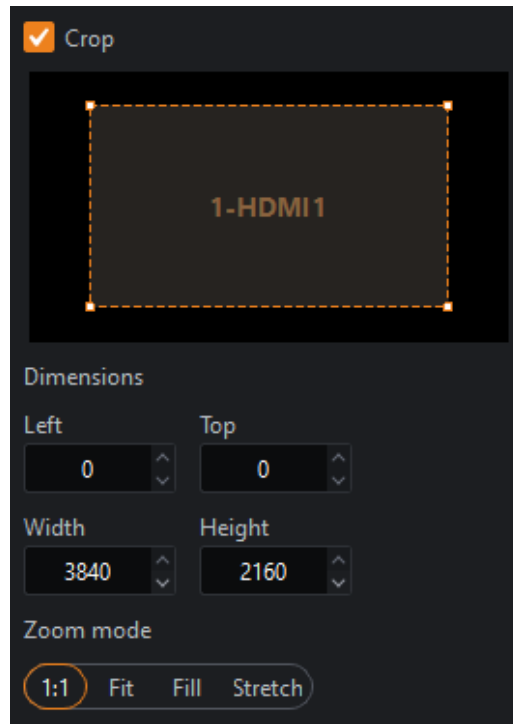 Crop
1-HDMI1
Dimensions
Left Top
0 0
Width Height
3840 2160
Zoom mode
1:1 Fit Fill Stretch